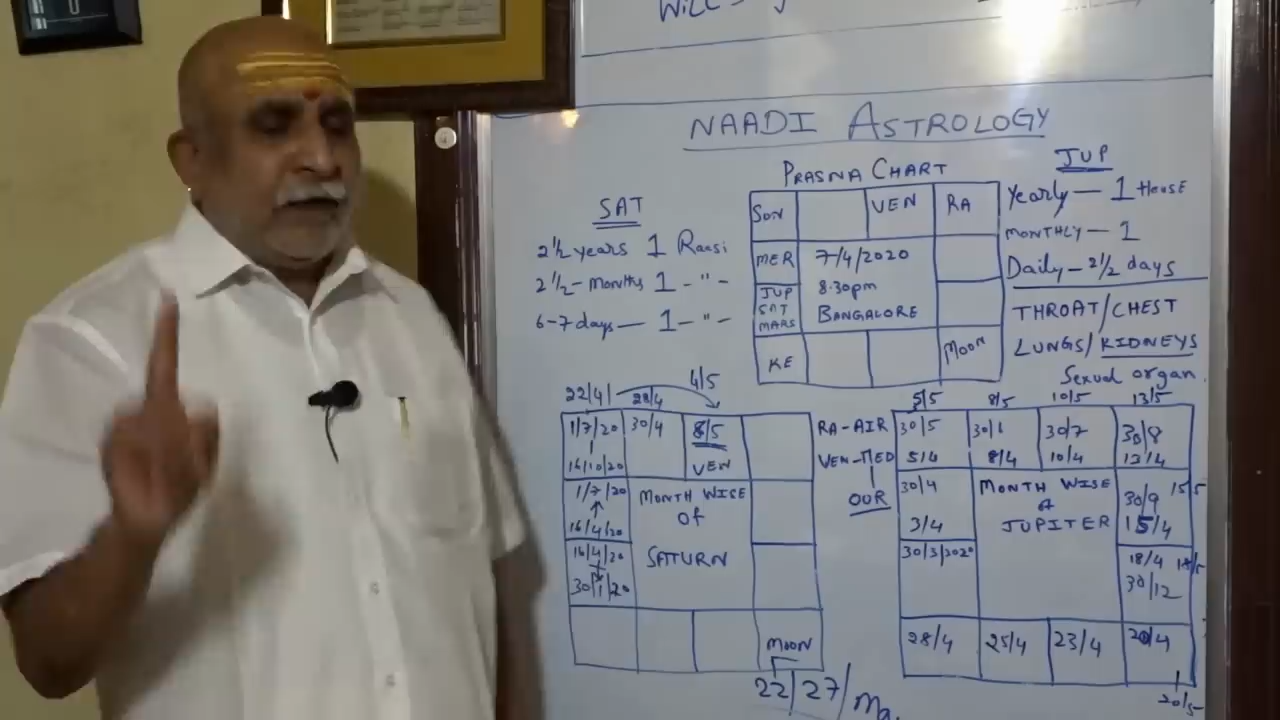 NAADI ASTROLOGY
PRASNA CHART
SUN
VEN
RA
MER
7/4/2020
8.30pm
BANGALORE
JUP
SAT
MARS
KE
MOON
SAT
2½ years 1 Raasi
2½ - months 1 - " -
6-7 days — 1 - " -
JUP
Yearly — 1 House
MONTHLY — 1
Daily — 2½ days
THROAT/CHEST
LUNGS/KIDNEYS
Sexual organ.
22/4
28/4
4/5
1/7/20
16/10/20
30/4
8/5
VEN
1/7/20
16/4/20
MONTH WISE
Of
SATURN
16/4/20
30/1/20
MOON
22/27/
RA-AIR
VEN-MED
OUR
5/5
8/5
10/5
13/5
30/5
5/4
8/4
30/7
10/4
30/8
30/4
3/4
MONTH WISE
JUPITER
30/9
15/4
15/5
30/3/2020
18/4
18/5
30/12
28/4
25/4
23/4
20/4
20/5